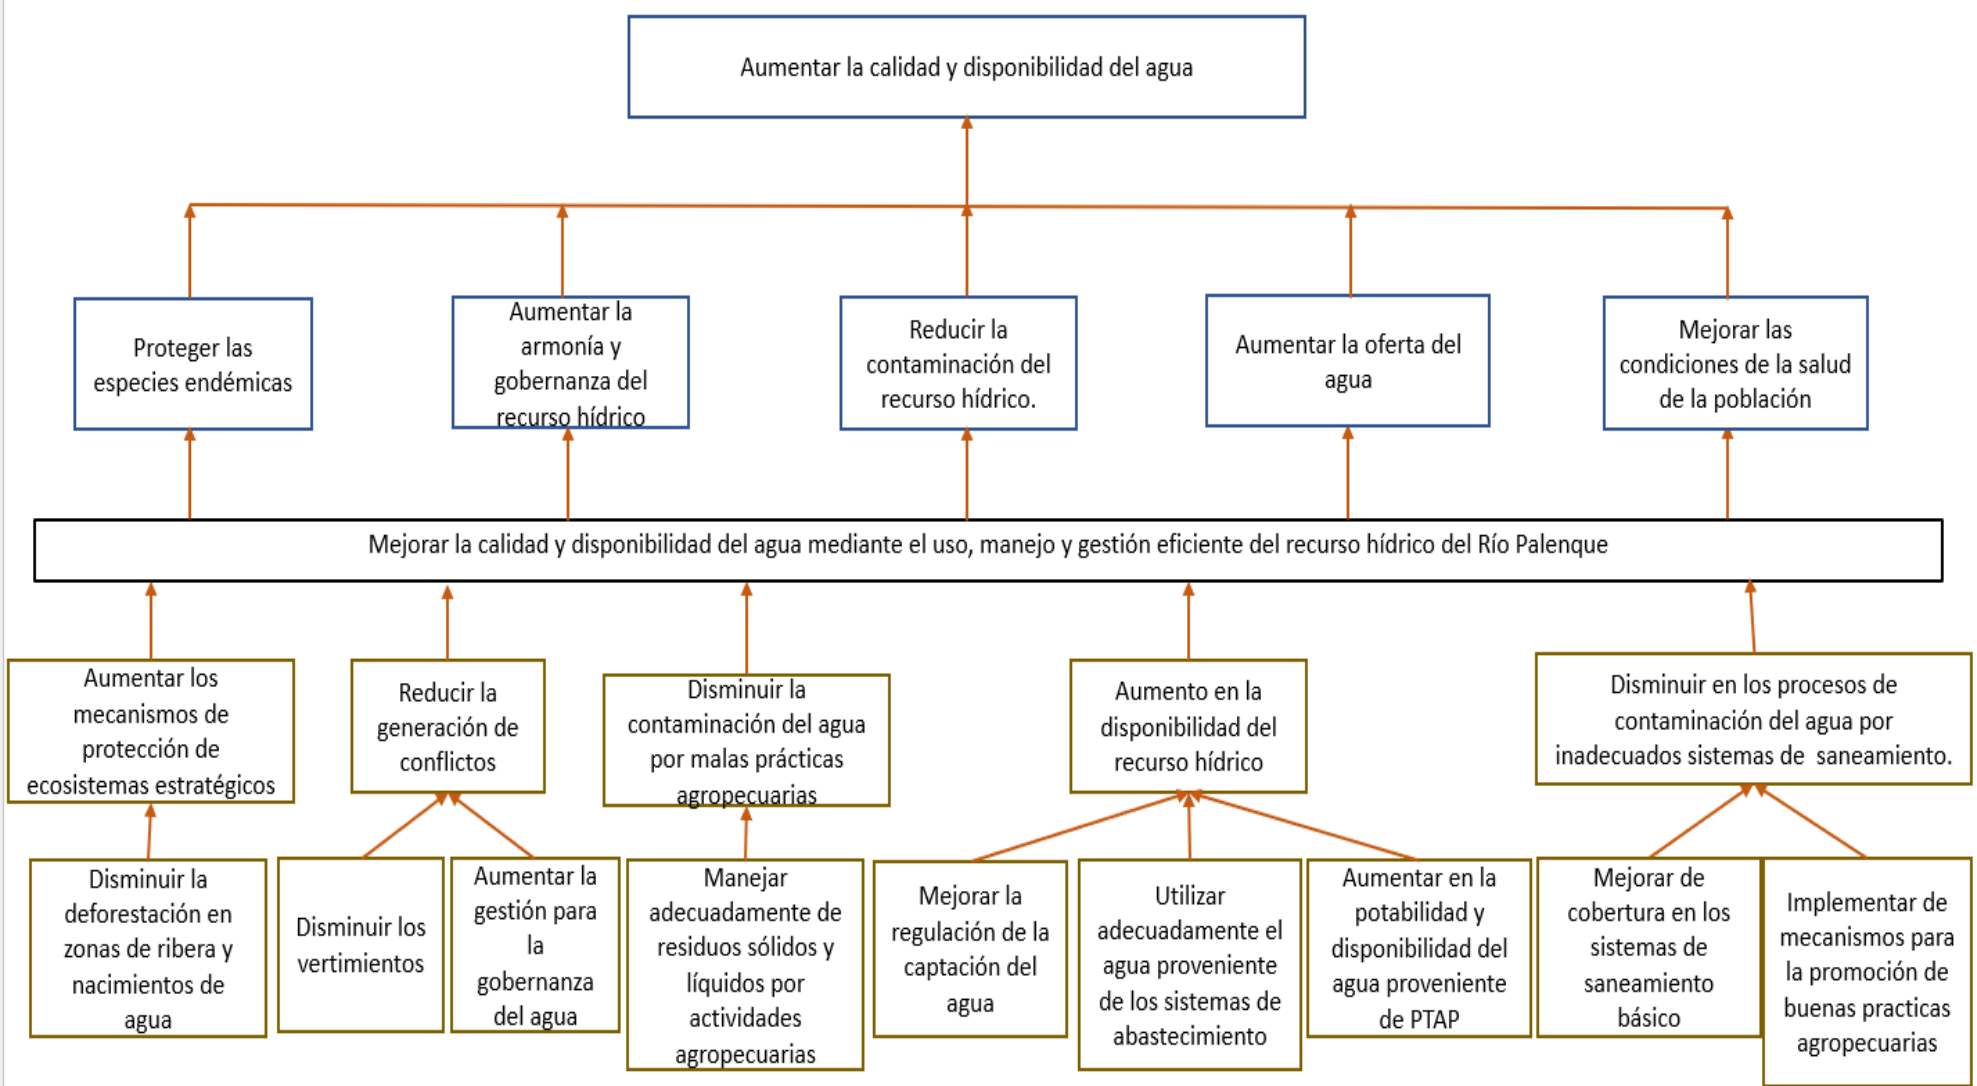 Aumentar la calidad y disponibilidad del agua
Proteger las
especies endémicas
Aumentar la
armonía y
gobernanza del
recurso hídrico
Reducir la
contaminación del
recurso hídrico.
Aumentar la oferta del
agua
Mejorar las
condiciones de la salud
de la población
Mejorar la calidad y disponibilidad del agua mediante el uso, manejo y gestión eficiente del recurso hídrico del Río Palenque
Aumentar los
mecanismos de
protección de
ecosistemas estratégicos
Reducir la
generación de
conflictos
Disminuir la
contaminación del agua
por malas prácticas
agropecuarias
Aumento en la
disponibilidad del
recurso hídrico
Disminuir en los procesos de
contaminación del agua por
inadecuados sistemas de saneamiento.
Disminuir la
deforestación en
zonas de ribera y
nacimientos de
agua
Disminuir los
vertimientos
Aumentar la
gestión para
la
gobernanza
del agua
Manejar
adecuadamente de
residuos sólidos y
líquidos por
actividades
agropecuarias
Mejorar la
regulación de la
captación del
agua
Utilizar
adecuadamente el
agua proveniente
de los sistemas de
abastecimiento
Aumentar en la
potabilidad y
disponibilidad del
agua proveniente
de PTAP
Mejorar de
cobertura en los
sistemas de
saneamiento
básico
Implementar de
mecanismos para
la promoción de
buenas practicas
agropecuarias